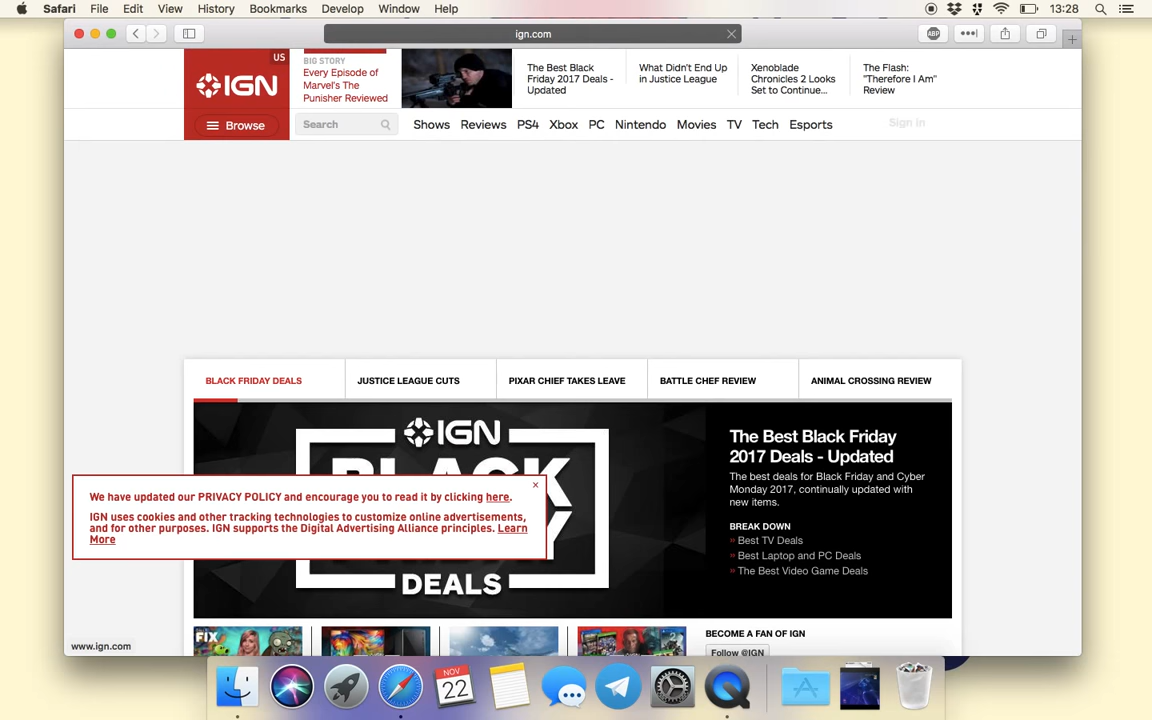 Safari File Edit View History Bookmarks Develop Window Help 13:28
ign.com
ABP
US
IGN
BIG STORY
Every Episode of
Marvel's The
Punisher Reviewed
The Best Black
Friday 2017 Deals -
Updated
What Didn't End Up
in Justice League
Xenoblade
Chronicles 2 Looks
Set to Continue...
The Flash:
"Therefore I Am"
Review
Browse
Search
Shows Reviews PS4 Xbox PC Nintendo Movies TV Tech Esports Sign In
BLACK FRIDAY DEALS JUSTICE LEAGUE CUTS PIXAR CHIEF TAKES LEAVE BATTLE CHEF REVIEW ANIMAL CROSSING REVIEW
IGN
BLACK
DEALS
The Best Black Friday
2017 Deals - Updated
The best deals for Black Friday and Cyber
Monday 2017, continually updated with
new items.
BREAK DOWN
» Best TV Deals
» Best Laptop and PC Deals
» The Best Video Game Deals
×
We have updated our PRIVACY POLICY and encourage you to read it by clicking here.
IGN uses cookies and other tracking technologies to customize online advertisements,
and for other purposes. IGN supports the Digital Advertising Alliance principles. Learn
More
FIX
BECOME A FAN OF IGN
Follow @IGN
www.ign.com
NOV
22